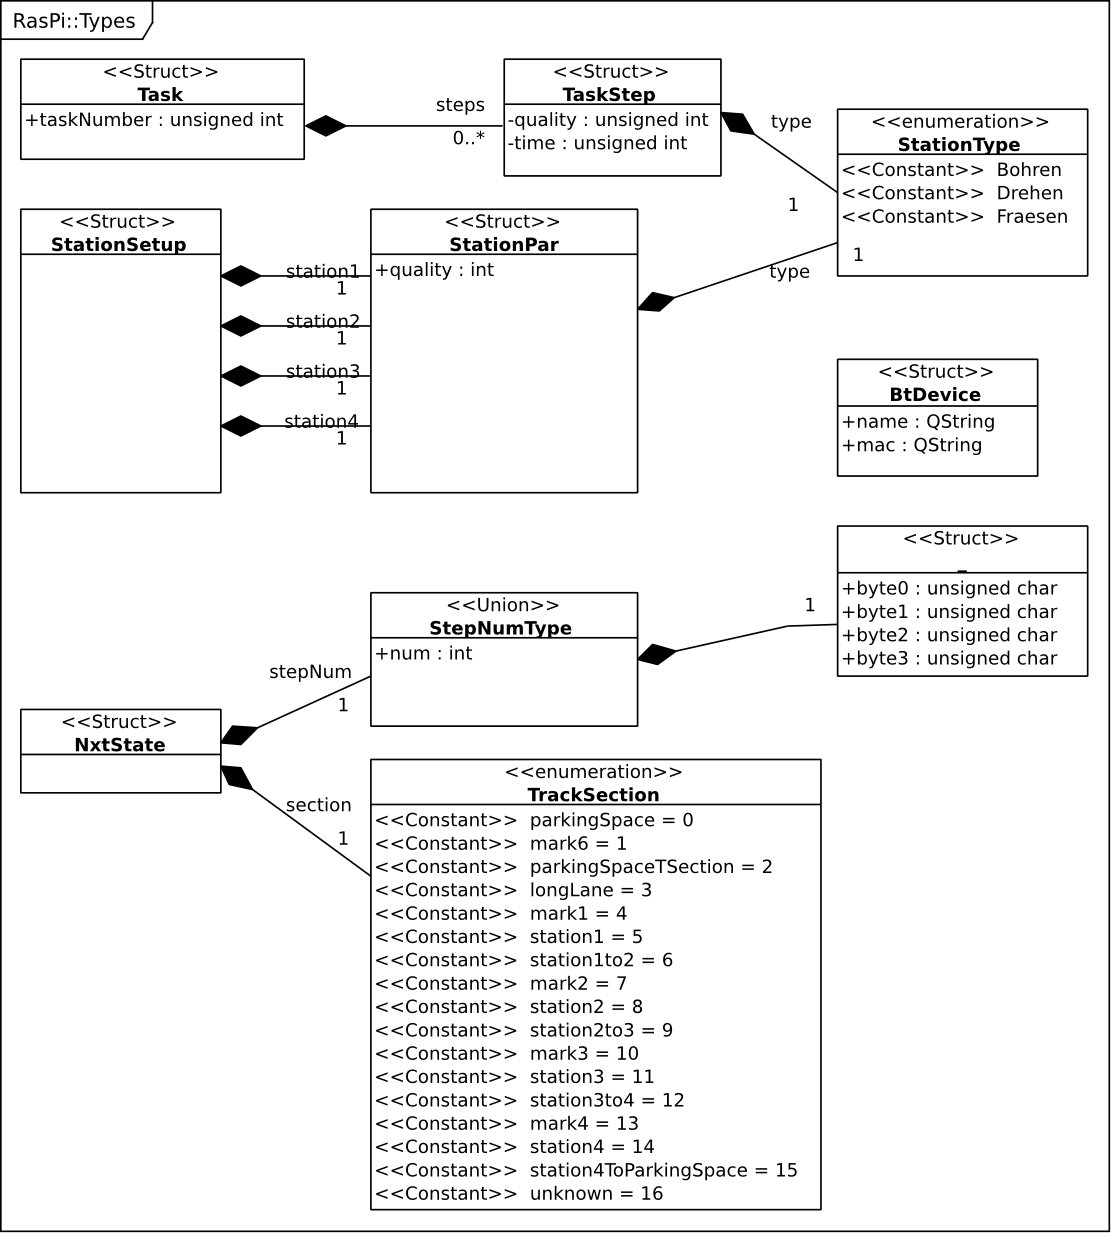 RasPi::Types
<<Struct>>
Task
+taskNumber : unsigned int
steps
0..*
<<Struct>>
TaskStep
-quality : unsigned int
-time : unsigned int
type
1
<<enumeration>>
StationType
<<Constant>> Bohren
<<Constant>> Drehen
<<Constant>> Fraesen
<<Struct>>
StationSetup
station1
1
station2
1
station3
1
station4
1
<<Struct>>
StationPar
+quality : int
type
1
<<Struct>>
BtDevice
+name : QString
+mac : QString
<<Struct>>
_
+byte0 : unsigned char
+byte1 : unsigned char
+byte2 : unsigned char
+byte3 : unsigned char
1
<<Union>>
StepNumType
+num : int
stepNum
1
<<Struct>>
NxtState
section
1
<<enumeration>>
TrackSection
<<Constant>> parkingSpace = 0
<<Constant>> mark6 = 1
<<Constant>> parkingSpaceTSection = 2
<<Constant>> longLane = 3
<<Constant>> mark1 = 4
<<Constant>> station1 = 5
<<Constant>> station1to2 = 6
<<Constant>> mark2 = 7
<<Constant>> station2 = 8
<<Constant>> station2to3 = 9
<<Constant>> mark3 = 10
<<Constant>> station3 = 11
<<Constant>> station3to4 = 12
<<Constant>> mark4 = 13
<<Constant>> station4 = 14
<<Constant>> station4ToParkingSpace = 15
<<Constant>> unknown = 16